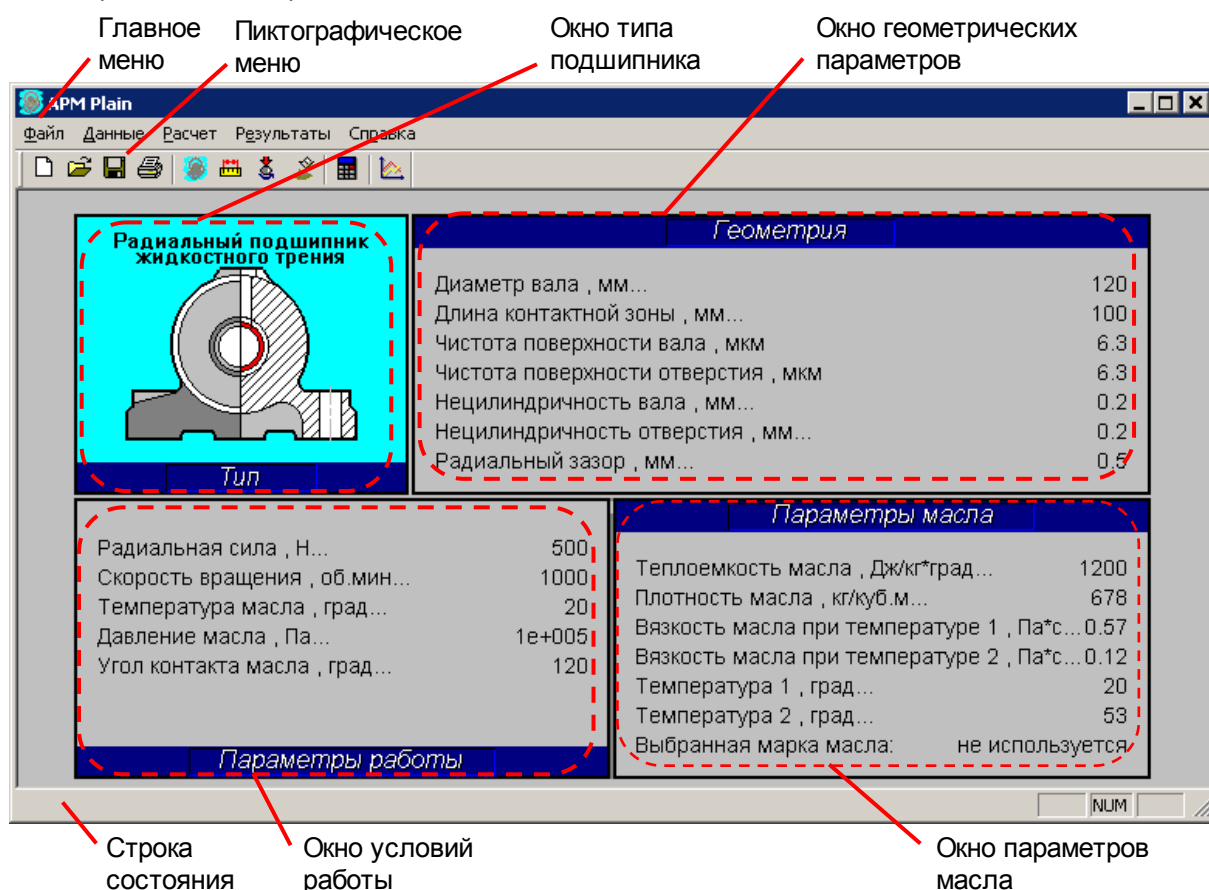 Главное меню
Пиктографическое меню
Окно типа подшипника
Окно геометрических параметров
APM Plain
Файл Данные Расчет Результаты Справка
Радиальный подшипник
жидкостного трения
Тип
Геометрия
Диаметр вала , мм... 120
Длина контактной зоны , мм... 100
Чистота поверхности вала , мкм 6.3
Чистота поверхности отверстия , мкм 6.3
Нецилиндричность вала , мм... 0.2
Нецилиндричность отверстия , мм... 0.2
Радиальный зазор , мм... 0.5
Радиальная сила , Н... 500
Скорость вращения , об.мин... 1000
Температура масла , град... 20
Давление масла , Па... 1e+005
Угол контакта масла , град... 120
Параметры работы
Параметры масла
Теплоемкость масла , Дж/кг*град... 1200
Плотность масла , кг/куб.м... 678
Вязкость масла при температуре 1 , Па*с...0.57
Вязкость масла при температуре 2 , Па*с...0.12
Температура 1 , град... 20
Температура 2 , град... 53
Выбранная марка масла: не используется
NUM
Строка состояния
Окно условий работы
Окно параметров масла